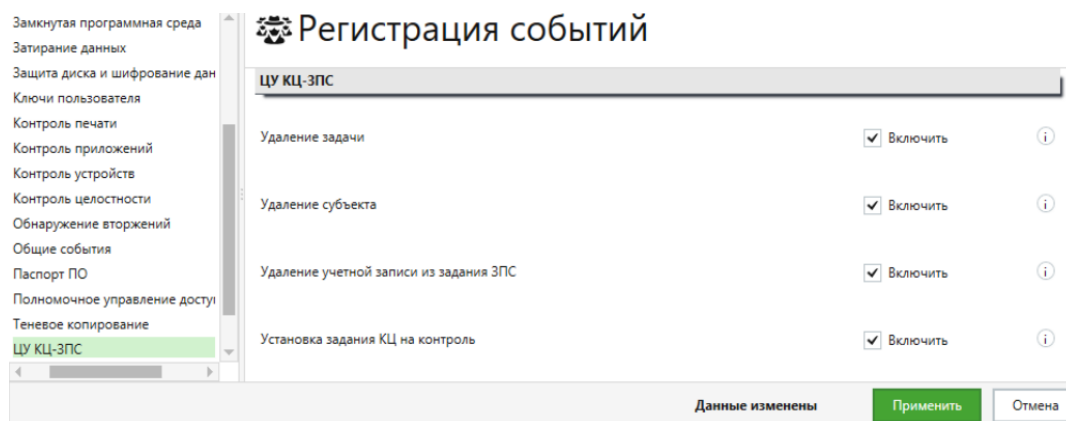 Замкнутая программная среда
Затирание данных
Защита диска и шифрование дан
Ключи пользователя
Контроль печати
Контроль приложений
Контроль устройств
Контроль целостности
Обнаружение вторжений
Общие события
Паспорт ПО
Полномочное управление досту
Теневое копирование
ЦУ КЦ-ЗПС
Регистрация событий
ЦУ КЦ-ЗПС
Удаление задачи
Включить
Удаление субъекта
Включить
Удаление учетной записи из задания ЗПС
Включить
Установка задания КЦ на контроль
Включить
Данные изменены
Применить
Отмена